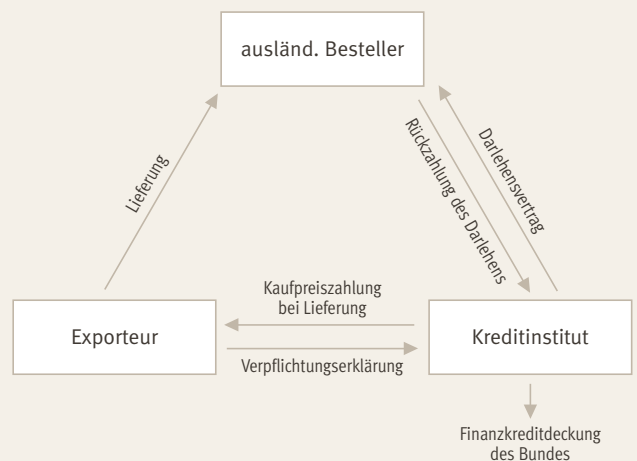 ausländ. Besteller
Lieferung
Rückzahlung des Darlehens
Darlehensvertrag
Kaufpreiszahlung
bei Lieferung
Exporteur
Kreditinstitut
Verpflichtungserklärung
Finanzkreditdeckung
des Bundes